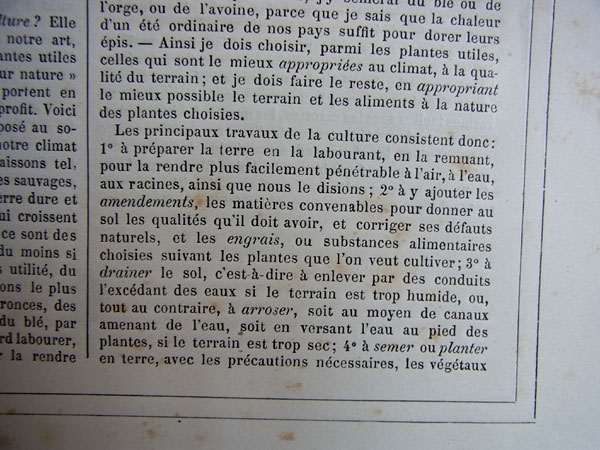 lture? Elle
notre art,
antes utiles
ur nature »
portent en
profit. Voici
posé au so-
notre climat
aissons tel,
es sauvages,
erre dure et
ui croissent
ce sont des
du moins si
s utilité, du
ons le plus
ronces, des
du blé, par
rd labourer,
r la rendre
j'y sèmerai du blé ou de
l'orge, ou de l'avoine, parce que je sais que la chaleur
d'un été ordinaire de nos pays suffit pour dorer leurs
épis. — Ainsi je dois choisir, parmi les plantes utiles,
celles qui sont le mieux appropriées au climat, à la qua-
lité du terrain; et je dois faire le reste, en appropriant
le mieux possible le terrain et les aliments à la nature
des plantes choisies.
Les principaux travaux de la culture consistent donc:
1° à préparer la terre en la labourant, en la remuant,
pour la rendre plus facilement pénétrable à l'air, à l'eau,
aux racines, ainsi que nous le disions; 2° à y ajouter les
amendements, les matières convenables pour donner au
sol les qualités qu'il doit avoir, et corriger ses défauts
naturels, et les engrais, ou substances alimentaires
choisies suivant les plantes que l'on veut cultiver; 3° à
drainer le sol, c'est-à-dire à enlever par des conduits
l'excédant des eaux si le terrain est trop humide, ou,
tout au contraire, à arroser, soit au moyen de canaux
amenant de l'eau, soit en versant l'eau au pied des
plantes, si le terrain est trop sec; 4° à semer ou planter
en terre, avec les précautions nécessaires, les végétaux